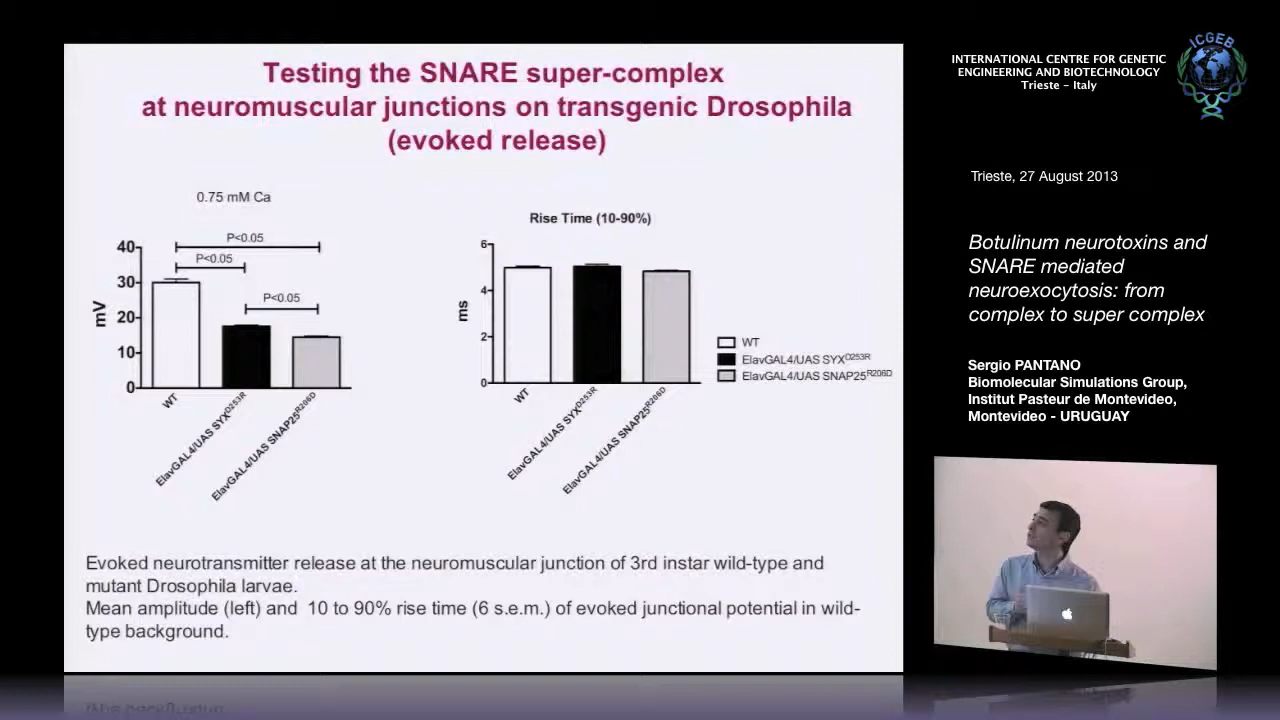 Testing the SNARE super-complex
at neuromuscular junctions on transgenic Drosophila
(evoked release)
0.75 mM Ca
P<0.05
P<0.05
P<0.05
40
30
20
10
0
mV
WT
ElavGAL4/UAS SYX^D253R
ElavGAL4/UAS SNAP25^R206D
Rise Time (10-90%)
6
4
2
0
ms
WT
ElavGAL4/UAS SYX^D253R
ElavGAL4/UAS SNAP25^R206D
WT
ElavGAL4/UAS SYX^D253R
ElavGAL4/UAS SNAP25^R206D
Evoked neurotransmitter release at the neuromuscular junction of 3rd instar wild-type and
mutant Drosophila larvae.
Mean amplitude (left) and 10 to 90% rise time (6 s.e.m.) of evoked junctional potential in wild-
type background.
INTERNATIONAL CENTRE FOR GENETIC
ENGINEERING AND BIOTECHNOLOGY
Trieste - Italy
ICGEB
Trieste, 27 August 2013
Botulinum neurotoxins and
SNARE mediated
neuroexocytosis: from
complex to super complex
Sergio PANTANO
Biomolecular Simulations Group,
Institut Pasteur de Montevideo,
Montevideo - URUGUAY